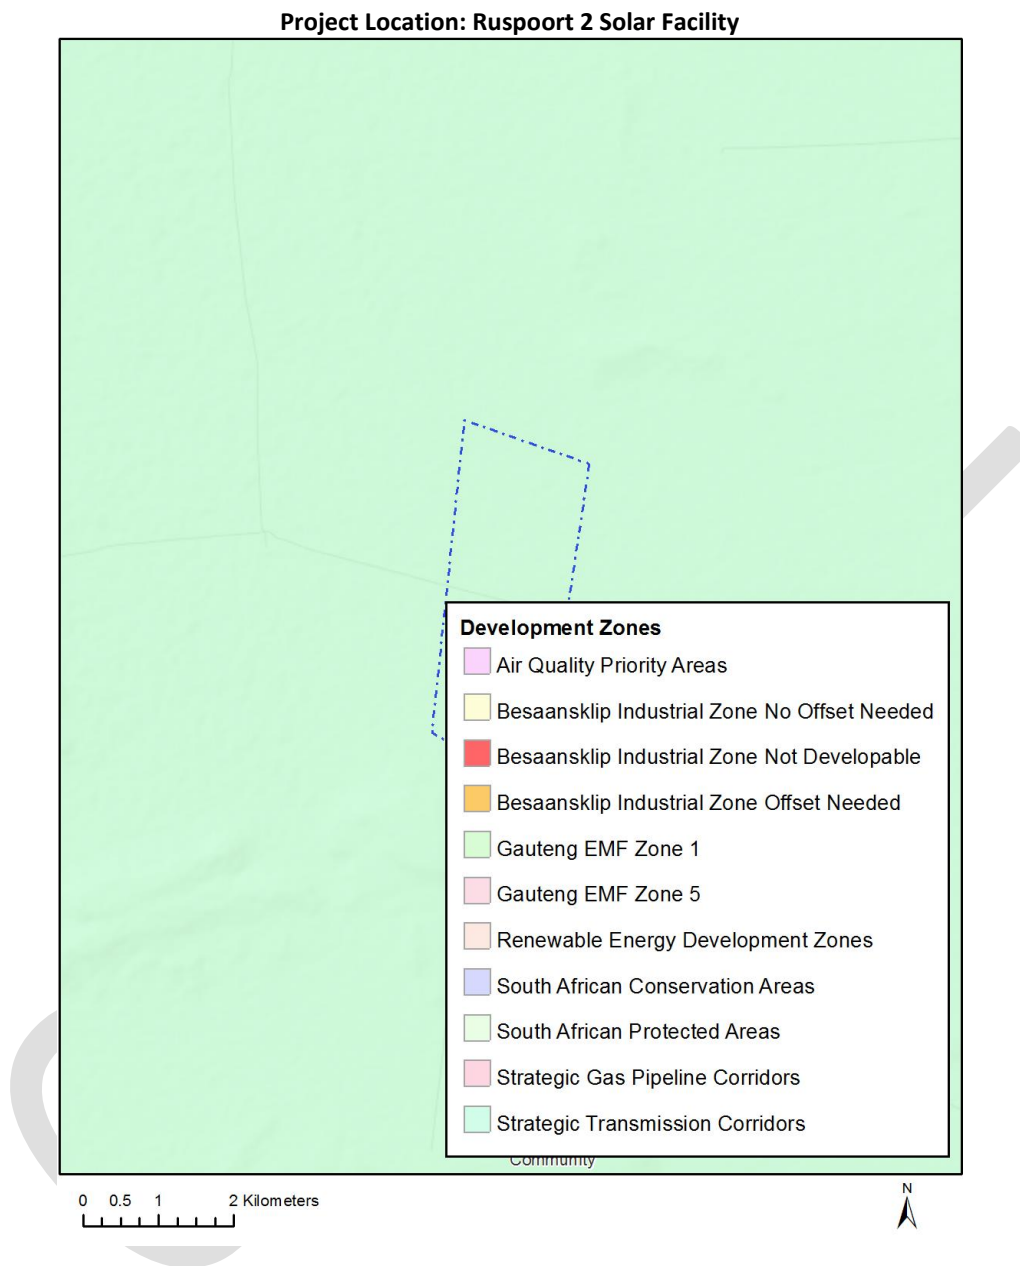 Project Location: Ruspoort 2 Solar Facility
Development Zones
Air Quality Priority Areas
Besaansklip Industrial Zone No Offset Needed
Besaansklip Industrial Zone Not Developable
Besaansklip Industrial Zone Offset Needed
Gauteng EMF Zone 1
Gauteng EMF Zone 5
Renewable Energy Development Zones
South African Conservation Areas
South African Protected Areas
Strategic Gas Pipeline Corridors
Strategic Transmission Corridors
Community
0 0.5 1 2 Kilometers
N